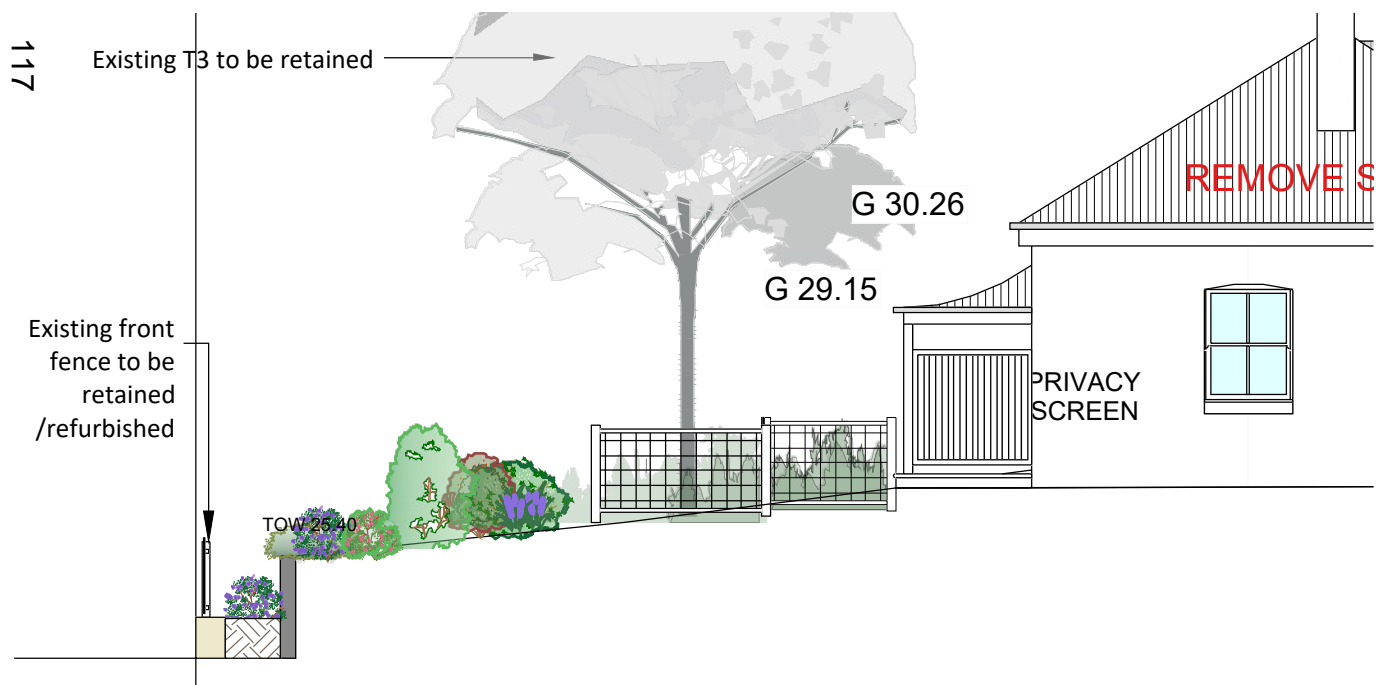 117
Existing T3 to be retained
REMOVE S
G 30.26
G 29.15
Existing front
fence to be
retained
/refurbished
PRIVACY
SCREEN
TOW 25.40